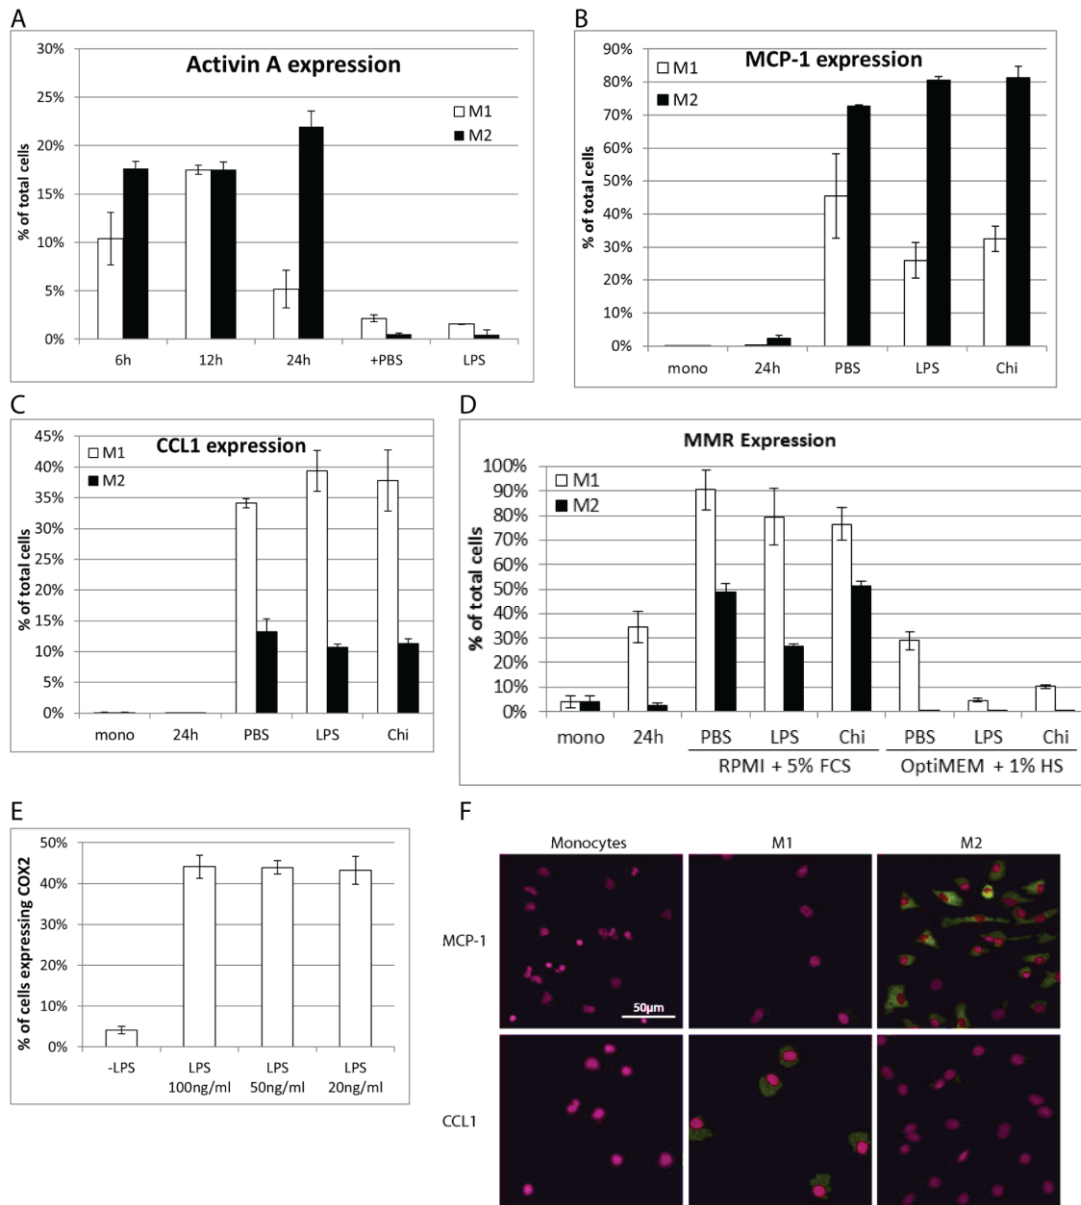 A
Activin A expression
30%
25%
20%
15%
10%
5%
0%
% of total cells
M1
M2
6h 12h 24h +PBS LPS
B
MCP-1 expression
90%
80%
70%
60%
50%
40%
30%
20%
10%
0%
% of total cells
M1
M2
mono 24h PBS LPS Chi
C
CCL1 expression
45%
40%
35%
30%
25%
20%
15%
10%
5%
0%
% of total cells
M1
M2
mono 24h PBS LPS Chi
D
MMR Expression
100%
90%
80%
70%
60%
50%
40%
30%
20%
10%
0%
% of total cells
M1
M2
mono 24h PBS LPS Chi PBS LPS Chi
RPMI + 5% FCS OptiMEM + 1% HS
E
50%
40%
30%
20%
10%
0%
% of cells expressing COX2
-LPS LPS LPS LPS
100ng/ml 50ng/ml 20ng/ml
F
Monocytes M1 M2
MCP-1
50µm
CCL1